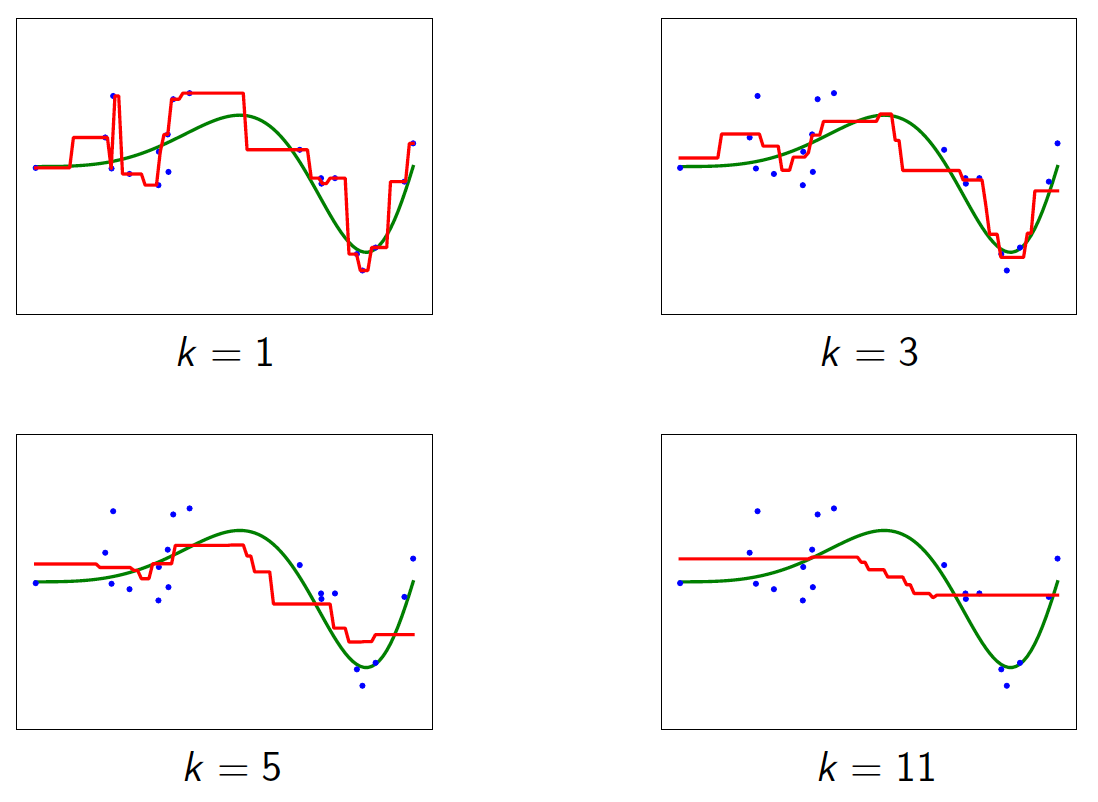 k = 1
k = 3
k = 5
k = 11